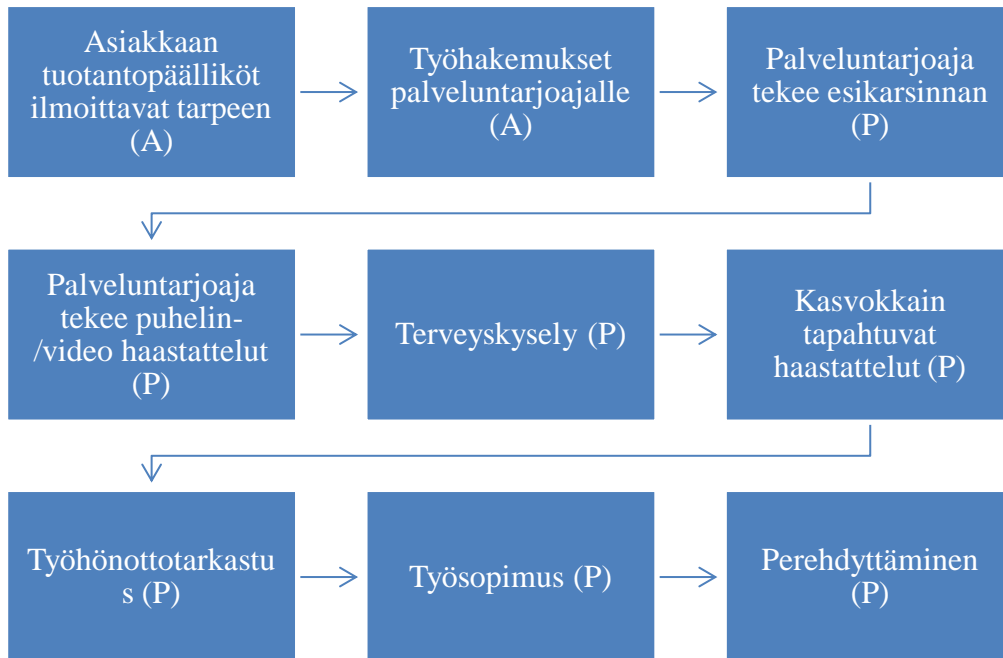 Asiakkaan
tuotantopäälliköt
ilmoittavat tarpeen
(A)
Työhakemukset
palveluntarjoajalle
(A)
Palveluntarjoaja
tekee esikarsinnan
(P)
Palveluntarjoaja
tekee puhelin-
/video haastattelut
(P)
Terveyskysely (P)
Kasvokkain
tapahtuvat
haastattelut (P)
Työhönottotarkastu
s (P)
Työsopimus (P)
Perehdyttäminen
(P)